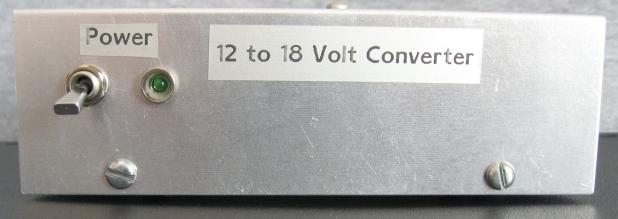 Power
12 to 18 Volt Converter